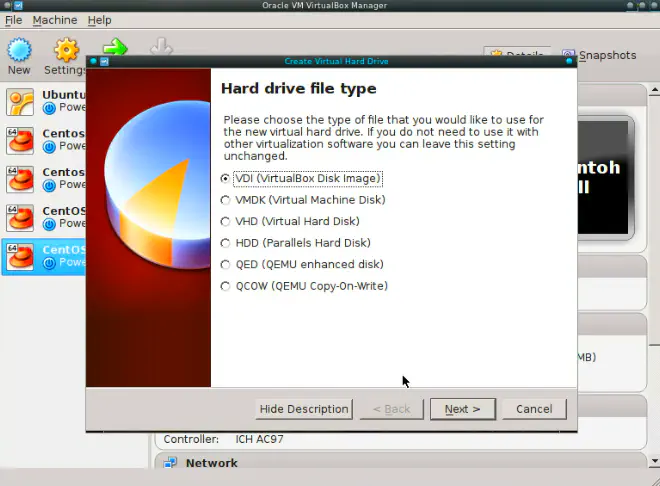 Oracle VM VirtualBox Manager
File Machine Help
New
Settings
Details
Snapshots
Create Virtual Hard Drive
Hard drive file type
Please choose the type of file that you would like to use for
the new virtual hard drive. If you do not need to use it with
other virtualization software you can leave this setting
unchanged.
VDI (VirtualBox Disk Image)
VMDK (Virtual Machine Disk)
VHD (Virtual Hard Disk)
HDD (Parallels Hard Disk)
QED (QEMU enhanced disk)
QCOW (QEMU Copy-On-Write)
Hide Description
< Back
Next >
Cancel
Ubuntu
Powe
64
Centos
Powe
64
Centos
Powe
64
CentOS
Powe
64
CentOS
Powe
ntoh
ll
MB)
Controller: ICH AC97
Network